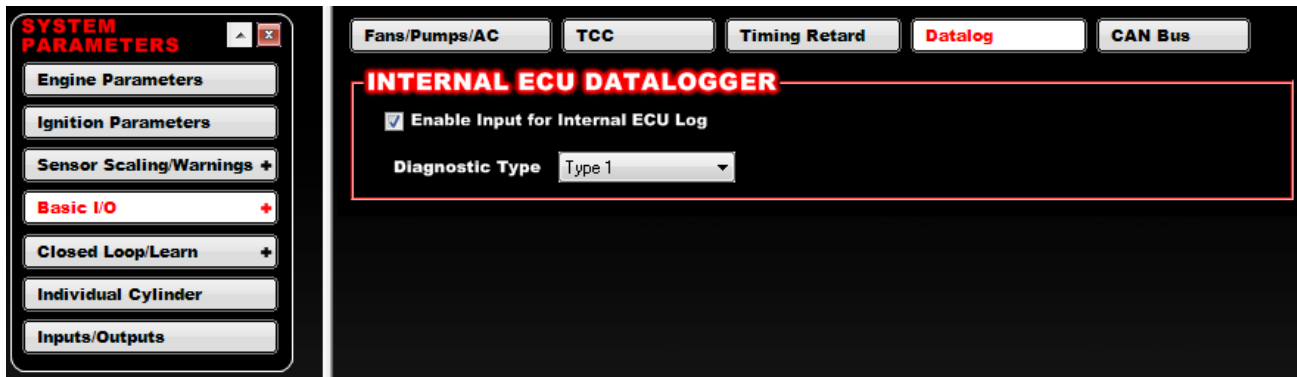 SYSTEM
PARAMETERS
Engine Parameters
Ignition Parameters
Sensor Scaling/Warnings +
Basic I/O +
Closed Loop/Learn +
Individual Cylinder
Inputs/Outputs
Fans/Pumps/AC TCC Timing Retard Datalog CAN Bus
INTERNAL ECU DATALOGGER
Enable Input for Internal ECU Log
Diagnostic Type Type 1